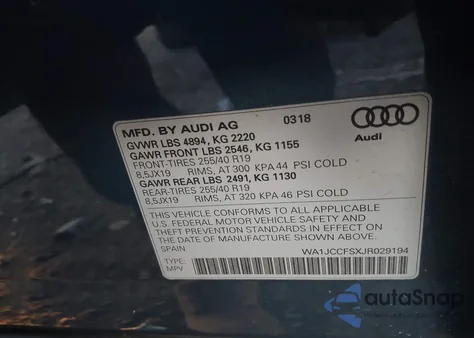 MFD. BY AUDI AG 0318
GVWR LBS 4894, KG 2220
GAWR FRONT LBS 2546, KG 1155
FRONT-TIRES 255/40 R19
8,5JX19 RIMS, AT 300 KPA 44 PSI COLD
GAWR REAR LBS 2491, KG 1130
REAR-TIRES 255/40 R19
8,5JX19 RIMS, AT 320 KPA 46 PSI COLD
Audi
THIS VEHICLE CONFORMS TO ALL APPLICABLE
U.S. FEDERAL MOTOR VEHICLE SAFETY AND
THEFT PREVENTION STANDARDS IN EFFECT ON
THE DATE OF MANUFACTURE SHOWN ABOVE.
SPAIN
WA1JCCFSXJR029194
TYPE:
MPV
autoSnap